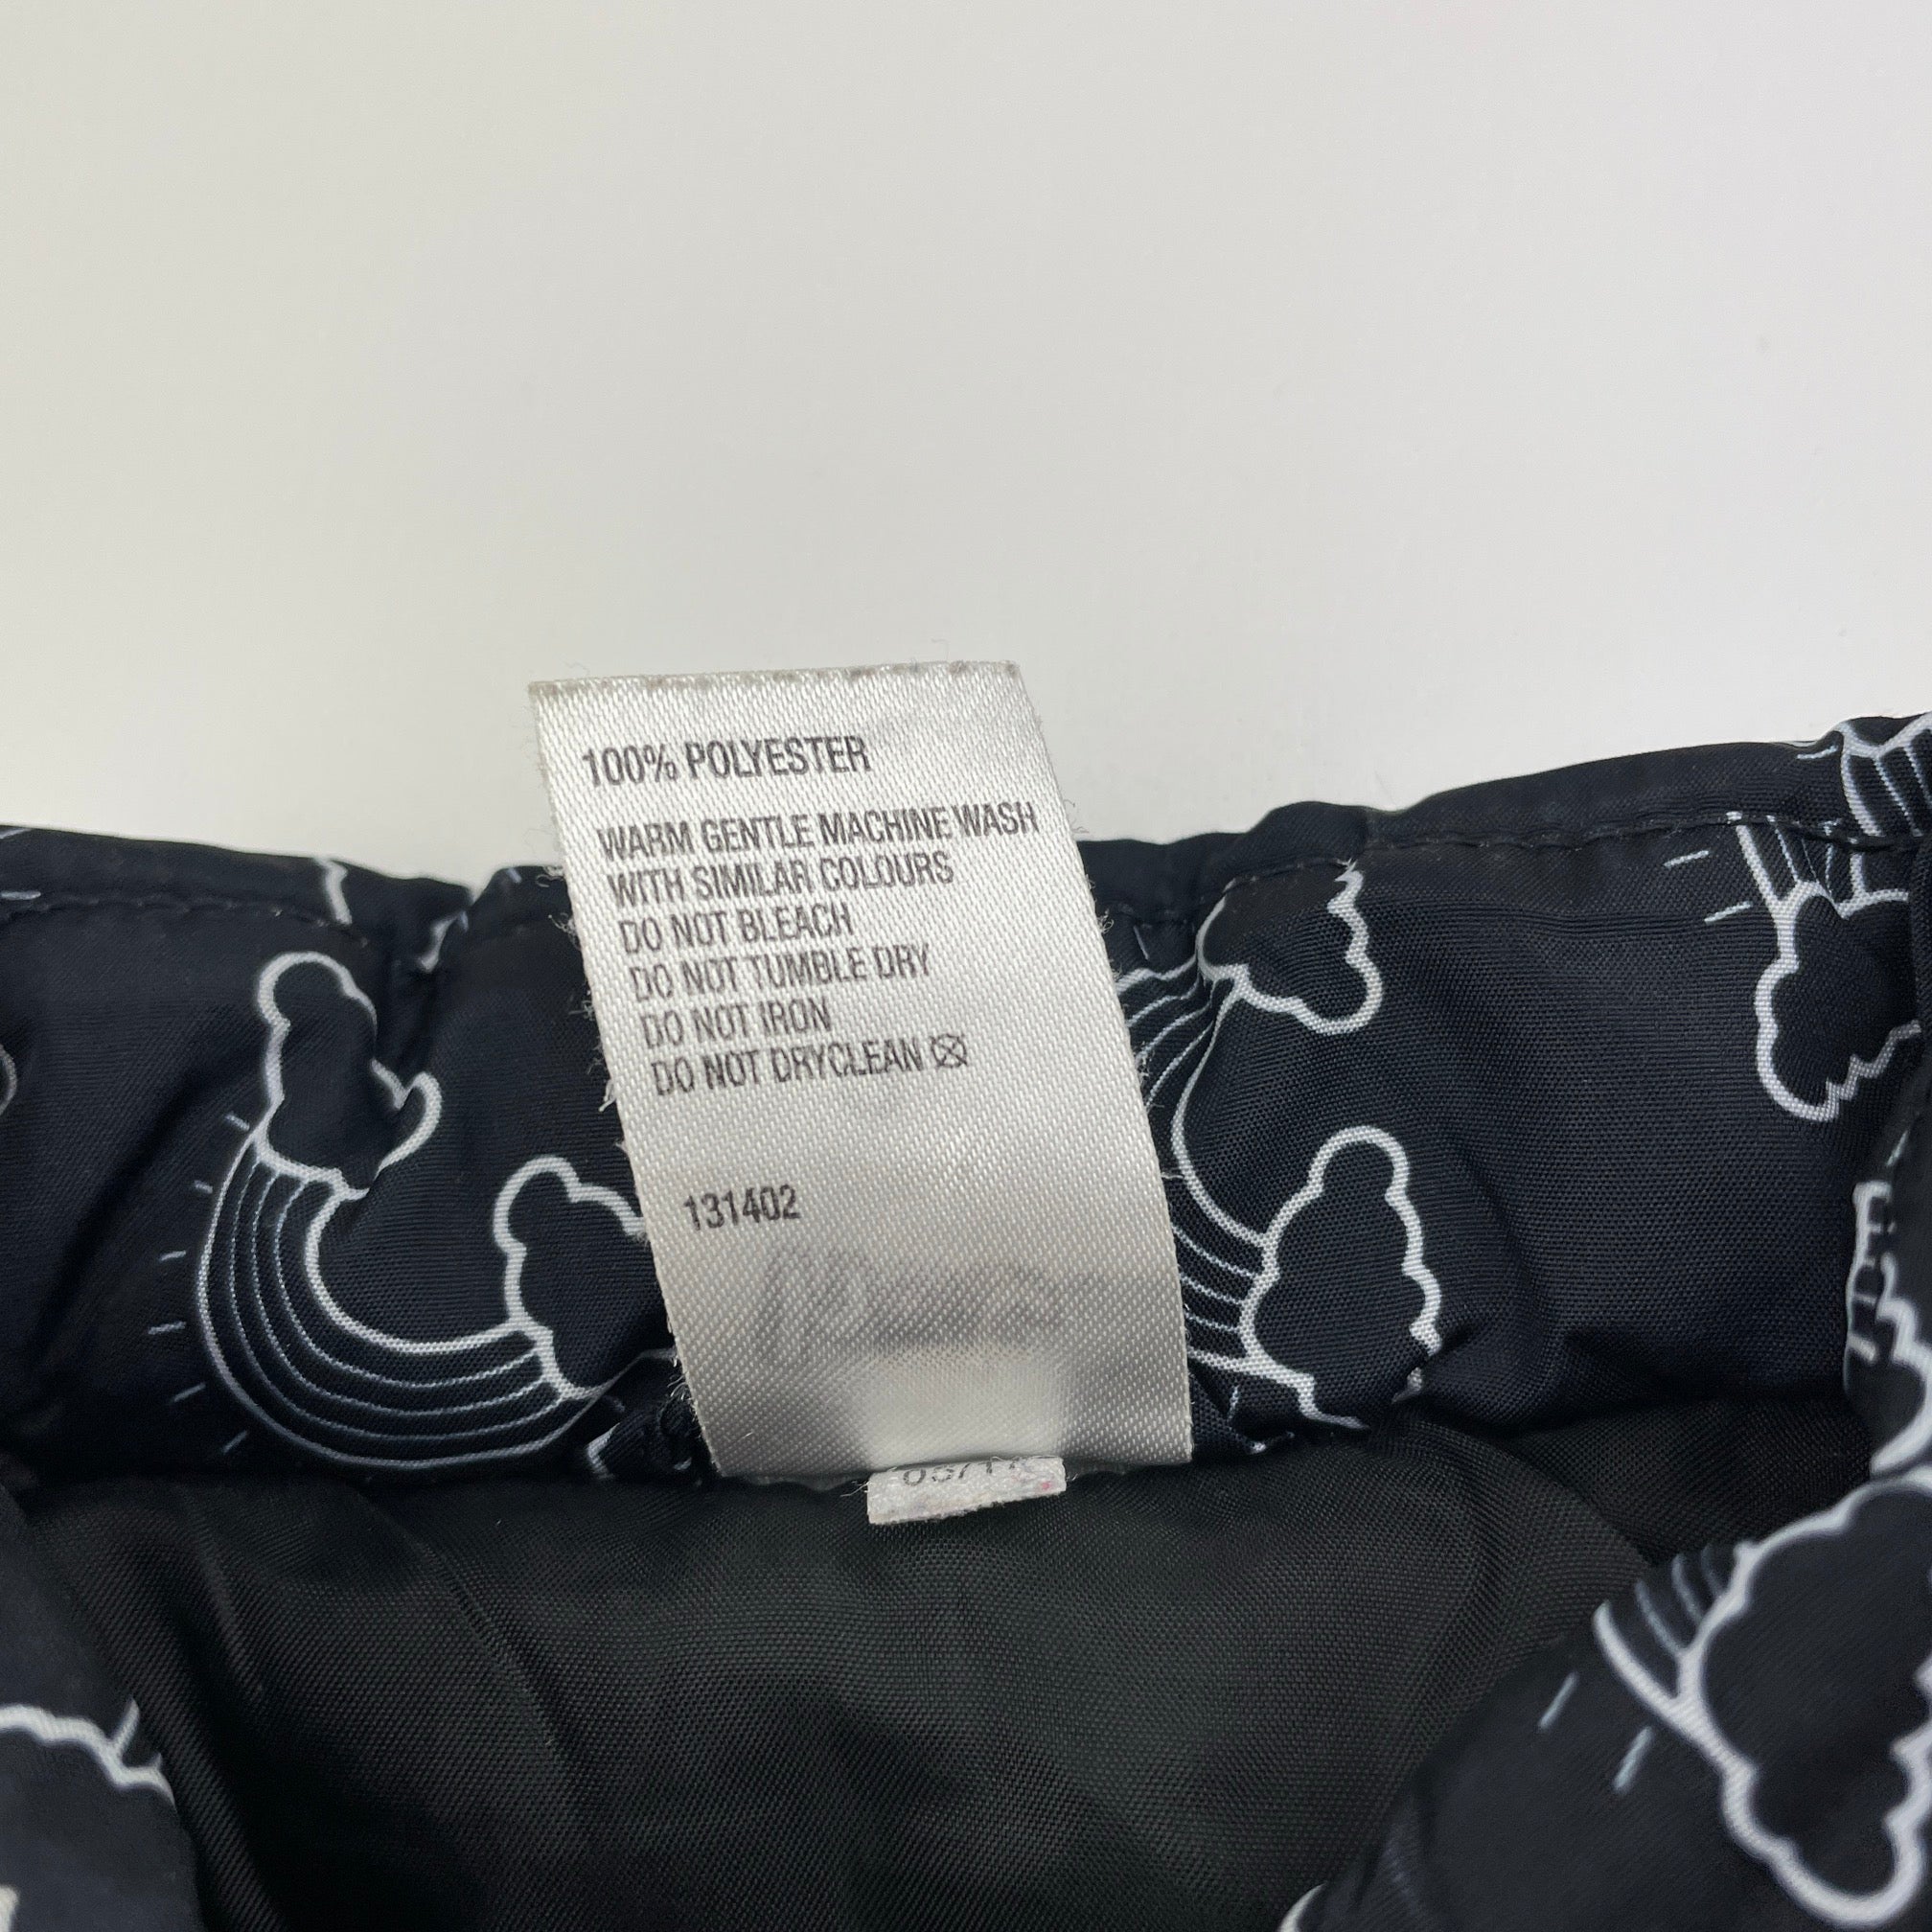 100% POLYESTER
WARM GENTLE MACHINE WASH
WITH SIMILAR COLOURS
DO NOT BLEACH
DO NOT TUMBLE DRY
DO NOT IRON
DO NOT DRYCLEAN
131402